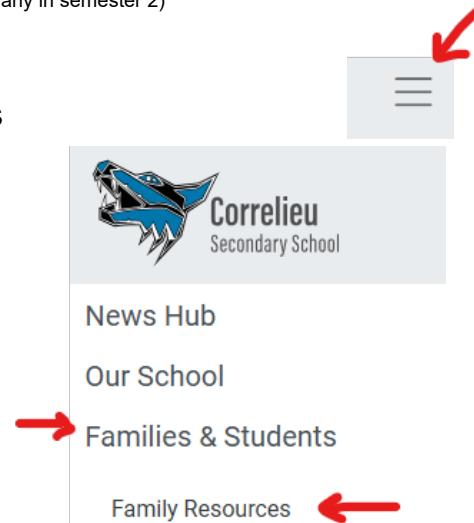 any in semester 2)
s
Correlieu
Secondary School
News Hub
Our School
Families & Students
Family Resources